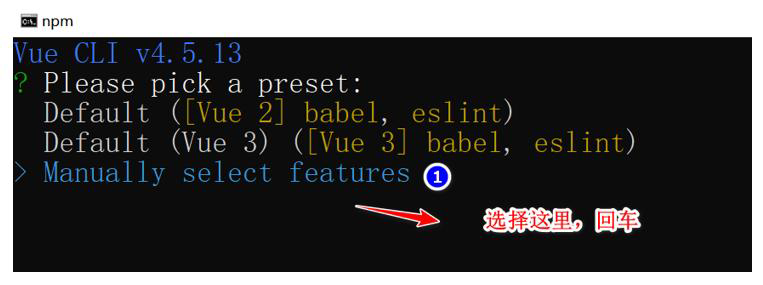 npm
Vue CLI v4.5.13
? Please pick a preset:
Default ([Vue 2] babel, eslint)
Default (Vue 3) ([Vue 3] babel, eslint)
> Manually select features 1
选择这里，回车